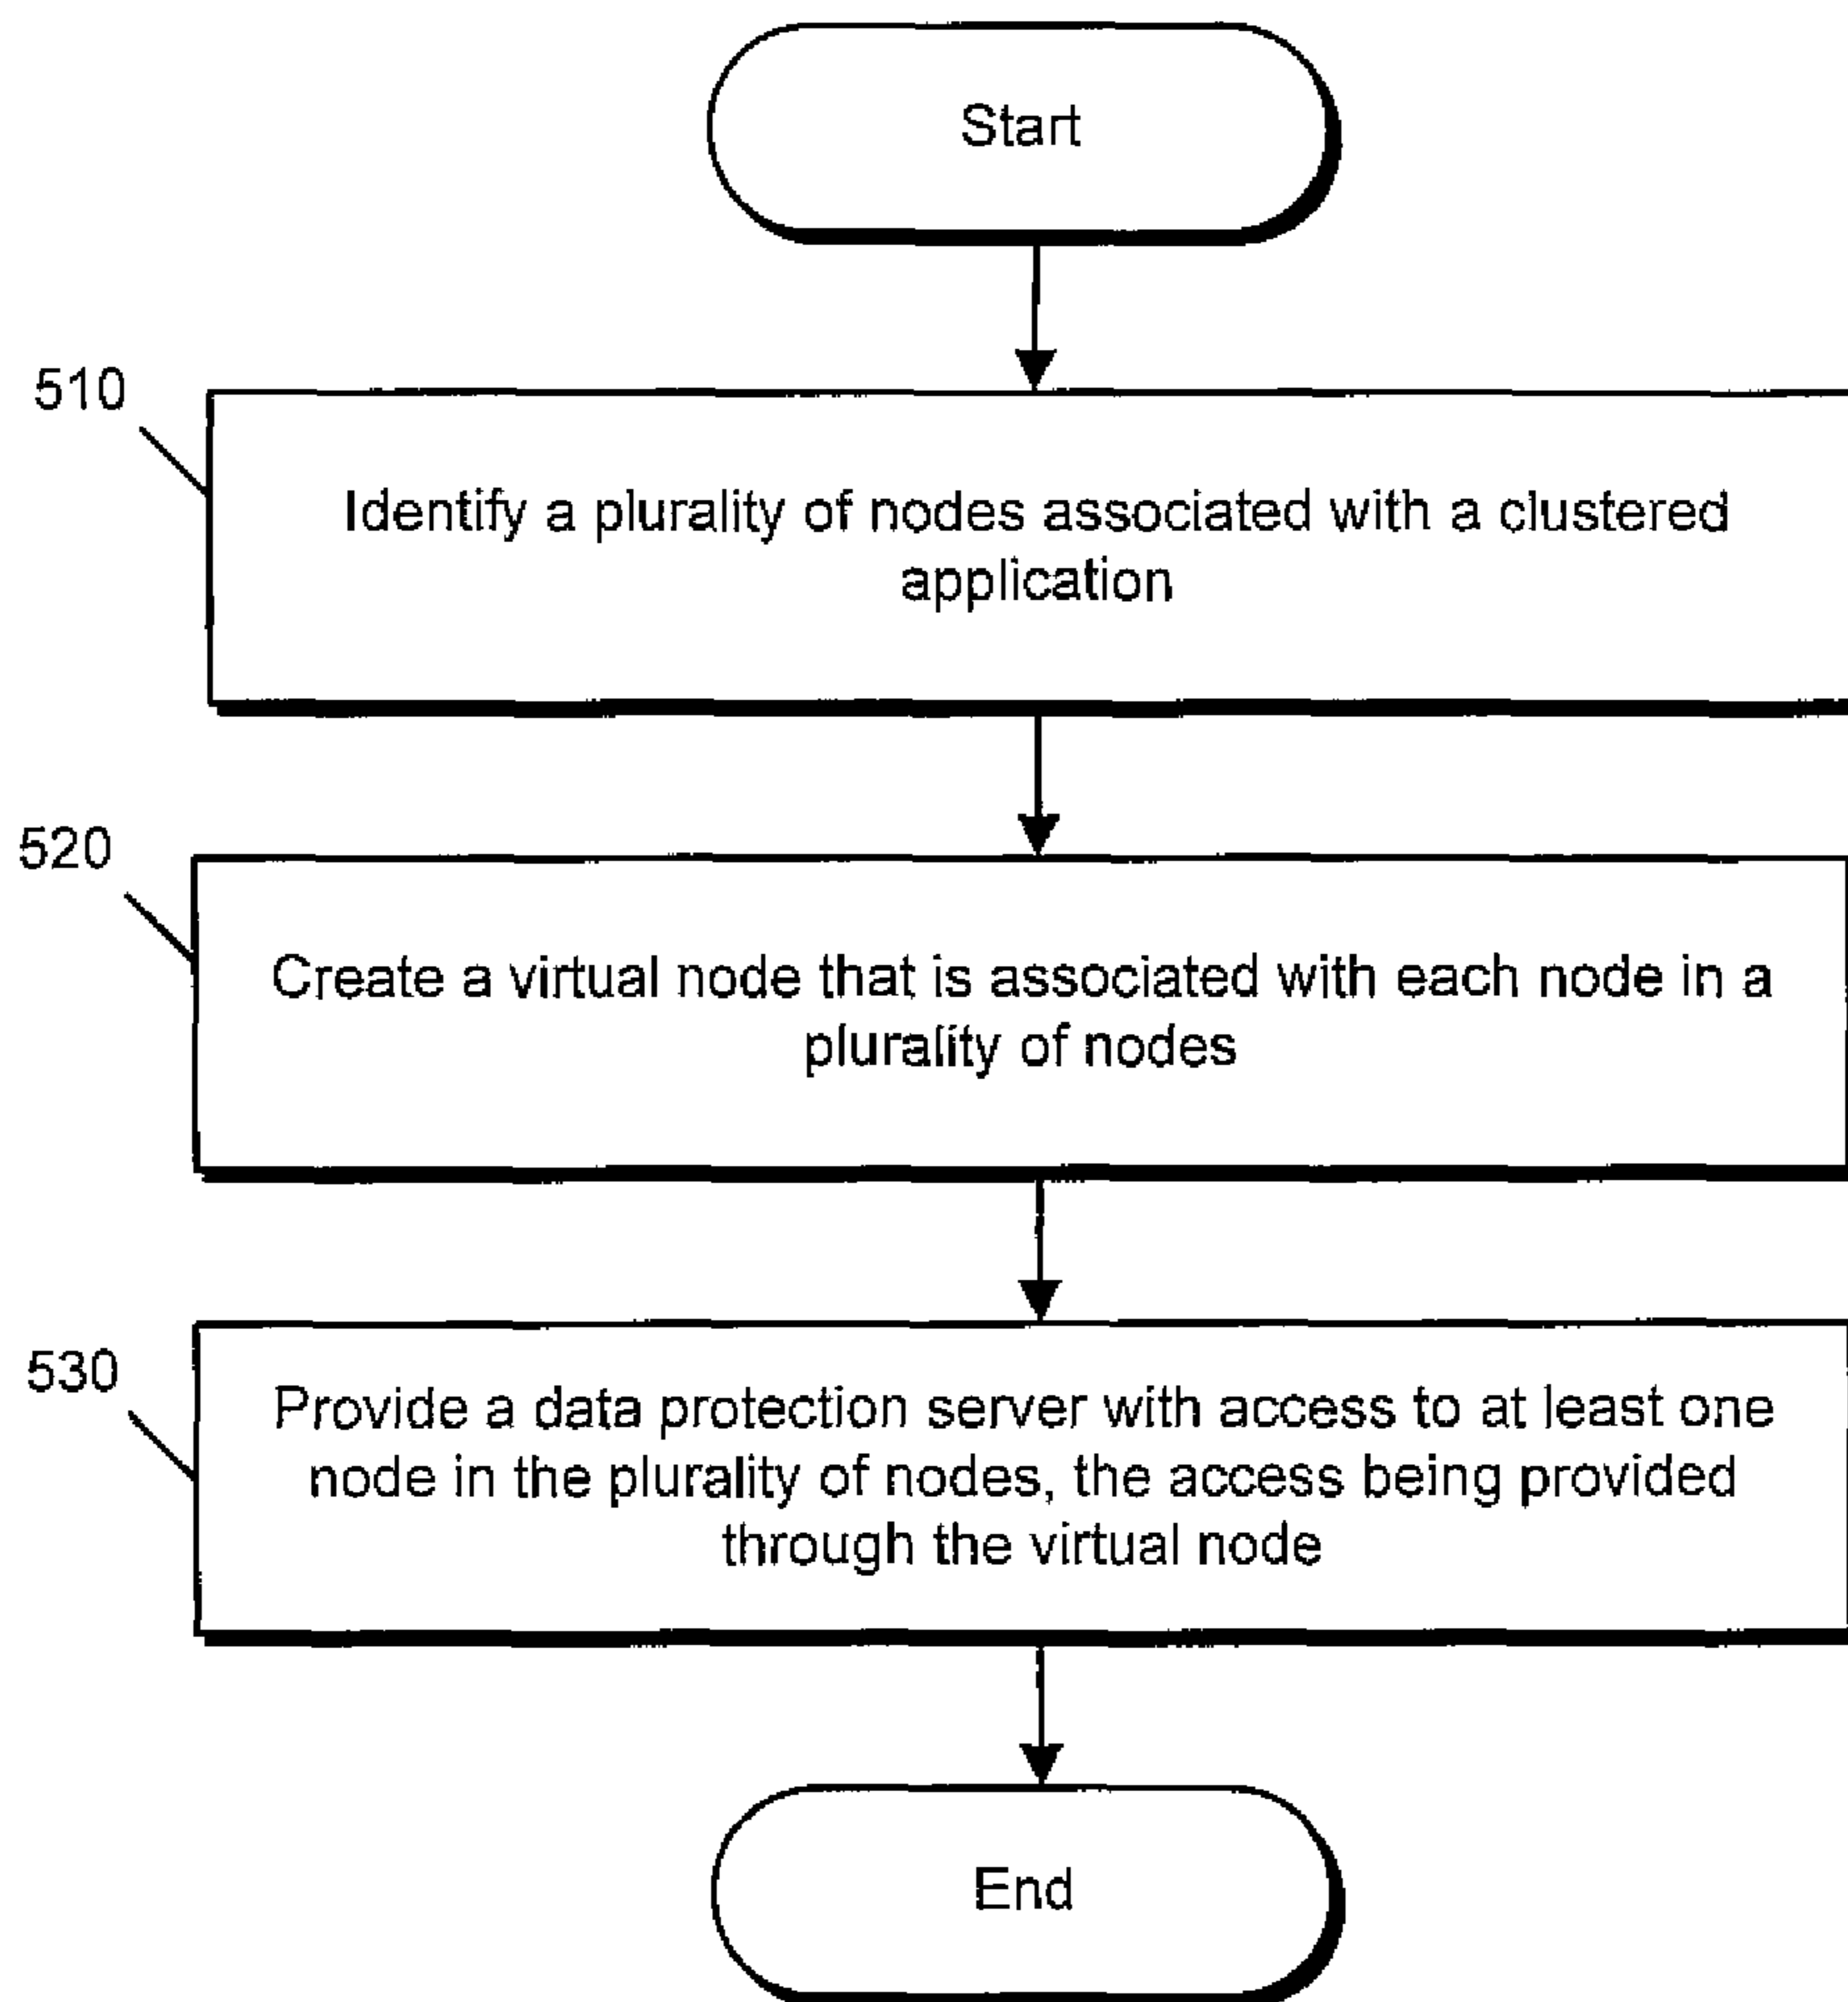 Start
510
Identify a plurality of nodes associated with a clustered
application
520
Create a virtual node that is associated with each node in a
plurality of nodes
530
Provide a data protection server with access to at least one
node in the plurality of nodes, the access being provided
through the virtual node
End